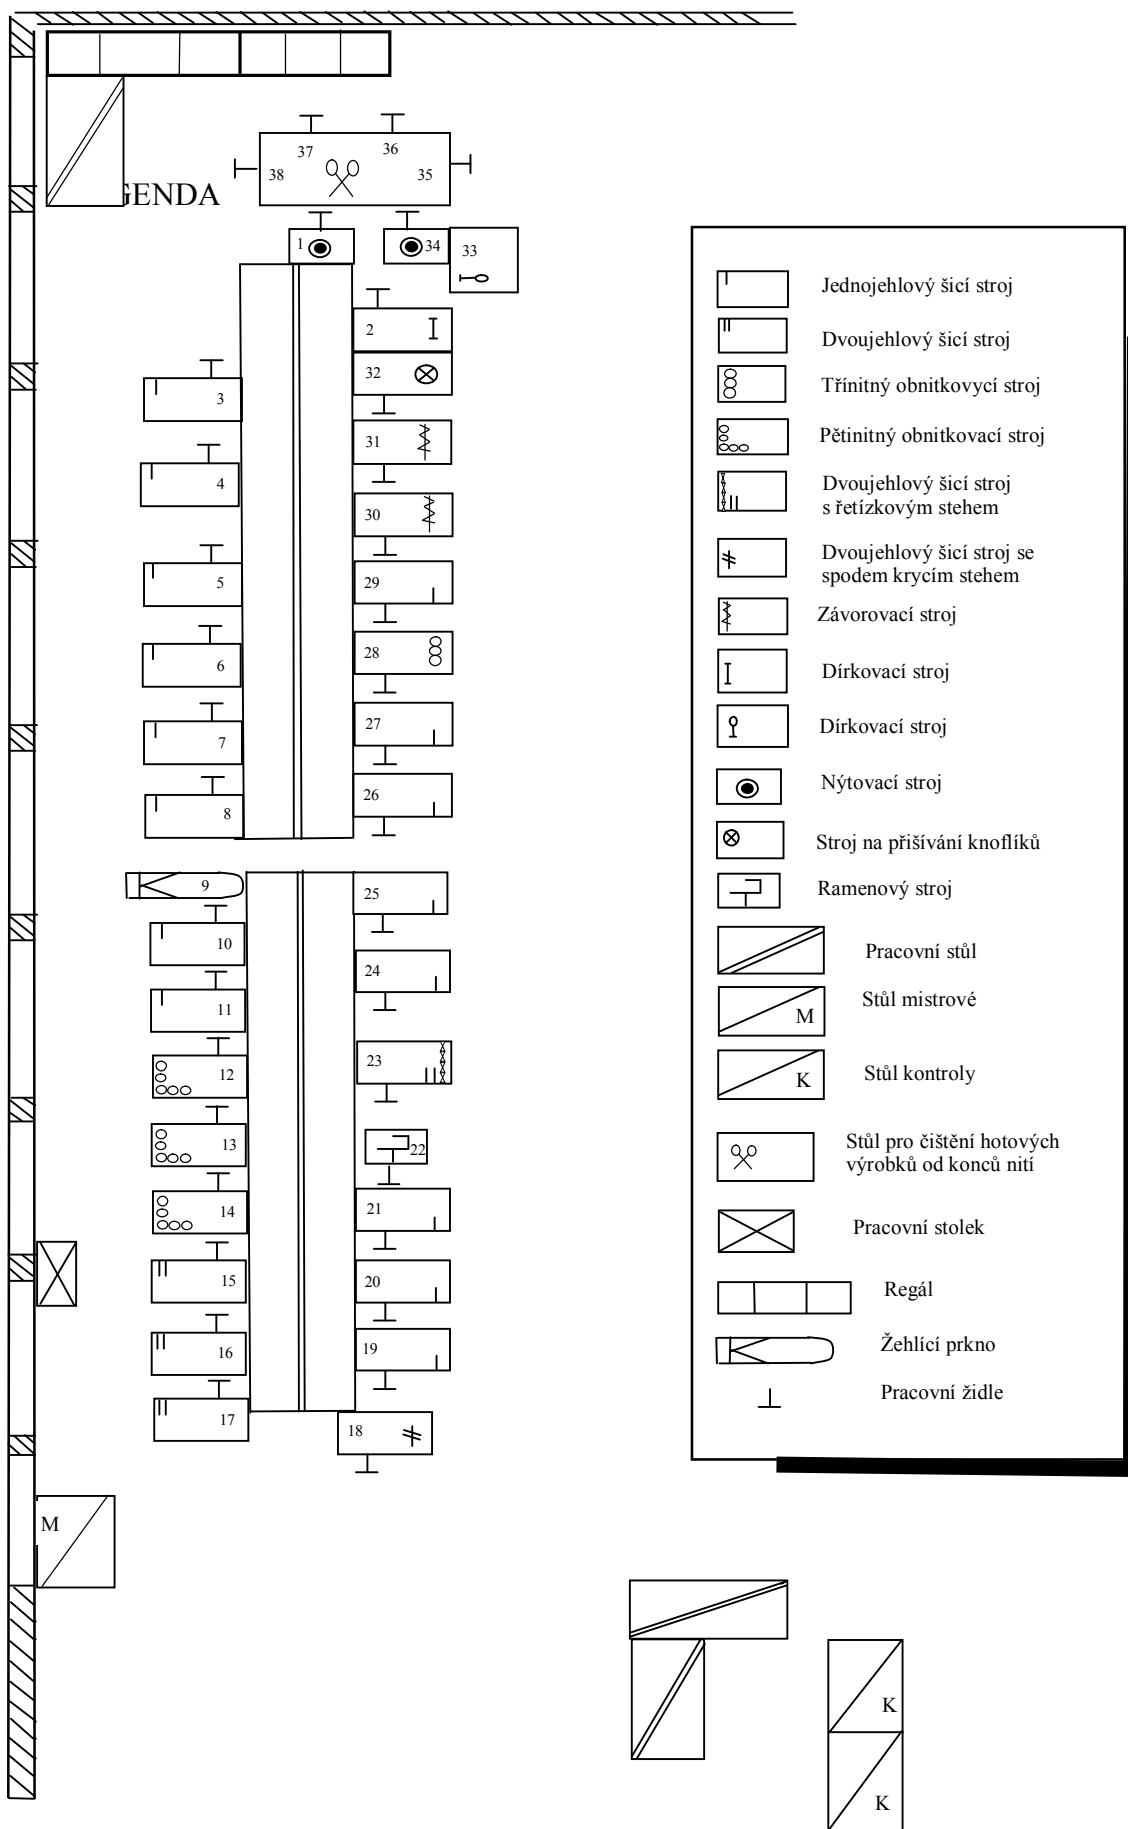 37
36
38
35
GENDA
1
34
33
2
32
3
31
4
30
5
29
6
28
7
27
8
26
9
25
10
24
11
12
23
13
22
14
21
15
20
16
19
17
18
M
Jednojehlový šicí stroj
Dvoujehlový šicí stroj
Třínitný obnitkovycí stroj
Pětinitný obnitkovací stroj
Dvoujehlový šicí stroj
s řetízkovým stehem
Dvoujehlový šicí stroj se
spodem krycím stehem
Závorovací stroj
Dírkovací stroj
Dírkovací stroj
Nýtovací stroj
Stroj na přišívání knoflíků
Ramenový stroj
Pracovní stůl
M
Stůl mistrové
K
Stůl kontroly
Stůl pro čištění hotových
výrobků od konců nití
Pracovní stolek
Regál
Žehlící prkno
Pracovní židle
K
K